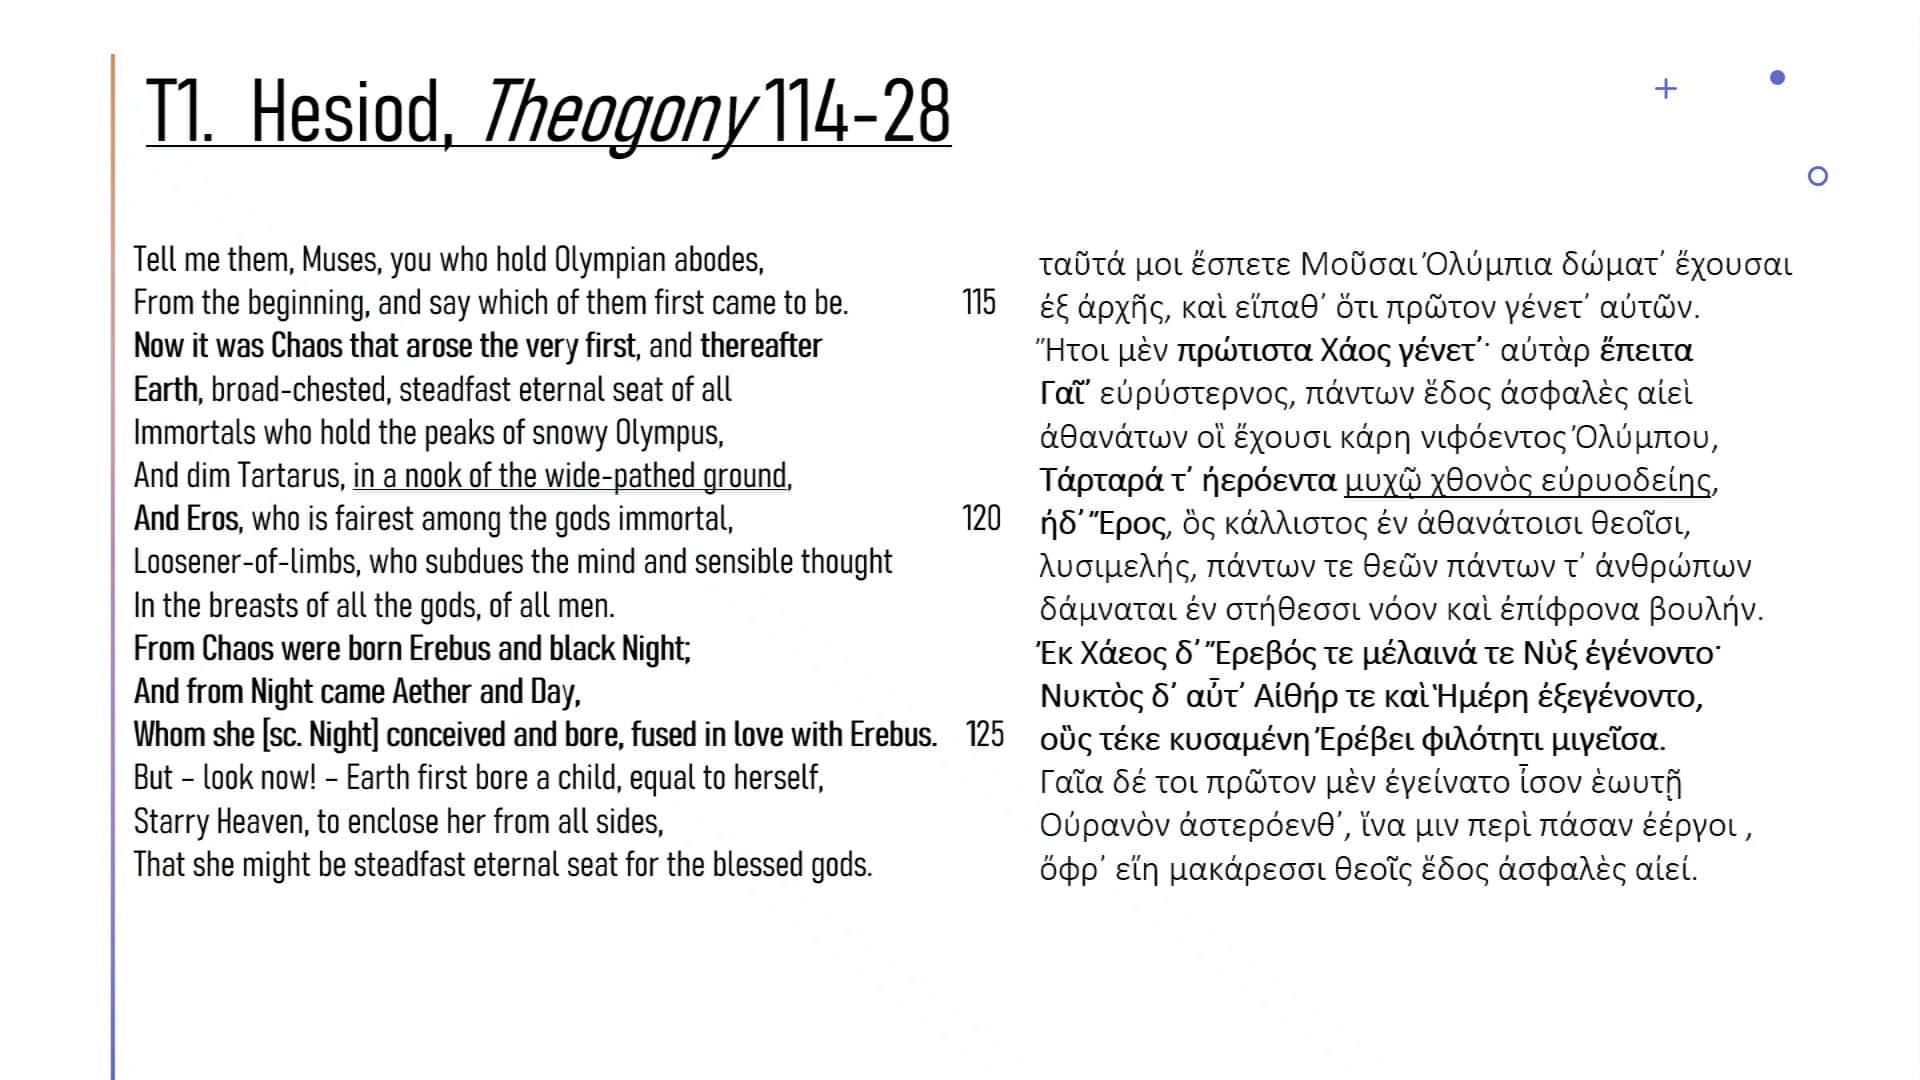 T1. Hesiod, Theogony 114-28
Tell me them, Muses, you who hold Olympian abodes,
From the beginning, and say which of them first came to be. 115
Now it was Chaos that arose the very first, and thereafter
Earth, broad-chested, steadfast eternal seat of all
Immortals who hold the peaks of snowy Olympus,
And dim Tartarus, in a nook of the wide-pathed ground,
And Eros, who is fairest among the gods immortal, 120
Loosener-of-limbs, who subdues the mind and sensible thought
In the breasts of all the gods, of all men.
From Chaos were born Erebus and black Night;
And from Night came Aether and Day,
Whom she [sc. Night] conceived and bore, fused in love with Erebus. 125
But – look now! – Earth first bore a child, equal to herself,
Starry Heaven, to enclose her from all sides,
That she might be steadfast eternal seat for the blessed gods.
ταῦτά μοι ἔσπετε Μοῦσαι Ὀλύμπια δώματ᾽ ἔχουσαι
ἐξ ἀρχῆς, καὶ εἴπαθ᾽ ὅτι πρῶτον γένετ᾽ αὐτῶν.
Ἤτοι μὲν πρώτιστα Χάος γένετ᾽· αὐτὰρ ἔπειτα
Γαῖ᾽ εὐρύστερνος, πάντων ἕδος ἀσφαλὲς αἰεὶ
ἀθανάτων οἳ ἔχουσι κάρη νιφόεντος Ὀλύμπου,
Τάρταρά τ᾽ ἠερόεντα μυχῷ χθονὸς εὐρυοδείης,
ἠδ᾽ Ἔρος, ὃς κάλλιστος ἐν ἀθανάτοισι θεοῖσι,
λυσιμελής, πάντων τε θεῶν πάντων τ᾽ ἀνθρώπων
δάμναται ἐν στήθεσσι νόον καὶ ἐπίφρονα βουλήν.
Ἐκ Χάεος δ᾽ Ἔρεβός τε μέλαινά τε Νὺξ ἐγένοντο·
Νυκτὸς δ᾽ αὖτ᾽ Αἰθήρ τε καὶ Ἡμέρη ἐξεγένοντο,
οὓς τέκε κυσαμένη Ἐρέβει φιλότητι μιγεῖσα.
Γαῖα δέ τοι πρῶτον μὲν ἐγείνατο ἶσον ἑωυτῇ
Οὐρανὸν ἀστερόενθ᾽, ἵνα μιν περὶ πάσαν ἐέργοι ,
ὄφρ᾽ εἴη μακάρεσσι θεοῖς ἕδος ἀσφαλὲς αἰεί.